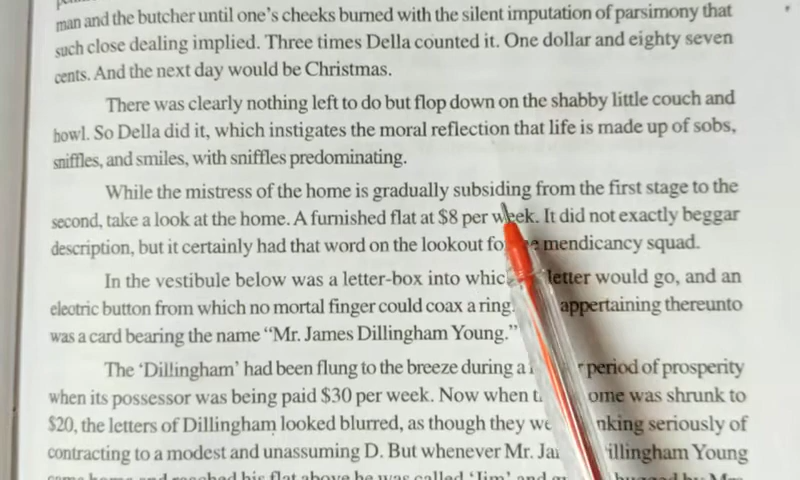 man and the butcher until one's cheeks burned with the silent imputation of parsimony that
such close dealing implied. Three times Della counted it. One dollar and eighty seven
cents. And the next day would be Christmas.
There was clearly nothing left to do but flop down on the shabby little couch and
howl. So Della did it, which instigates the moral reflection that life is made up of sobs,
sniffles, and smiles, with sniffles predominating.
While the mistress of the home is gradually subsiding from the first stage to the
second, take a look at the home. A furnished flat at $8 per week. It did not exactly beggar
description, but it certainly had that word on the lookout mendicancy squad.
In the vestibule below was a letter-box into letter would go, and an
electric button from which no mortal finger could coax a ring. appertaining thereunto
was a card bearing the name “Mr. James Dillingham Young.”
The ‘Dillingham’ had been flung to the breeze during a period of prosperity
when its possessor was being paid $30 per week. Now when was shrunk to
$20, the letters of Dillingham looked blurred, as though they seriously of
contracting to a modest and unassuming D. But whenever Mr. Young
his flat above he was called ‘Jim’